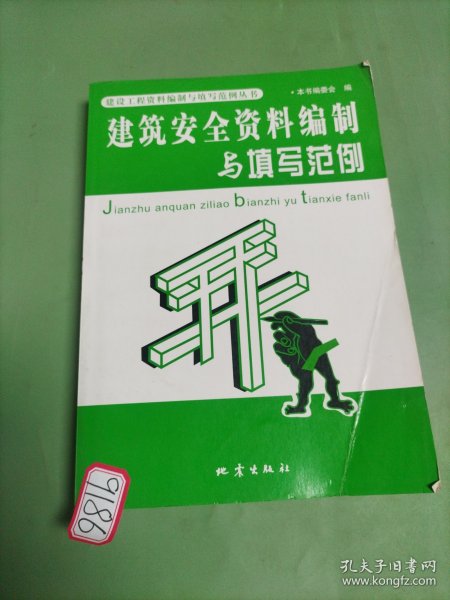 建设工程资料编制与填写范例丛书
·本书编委会 编
建筑安全资料编制
与填写范例
Jianzhu anquan ziliao bianzhi yu tianxie fanli
地震出版社
9816
孔夫子旧书网
www.kongfz.com